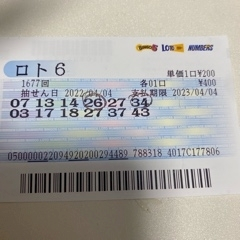 LOTO NUMBERS
ロト6 単価1口¥200
1677回 各01口 ¥400
抽せん日 2022/04/04 支払期限 2023/04/04
07 13 14 26 27 34
03 17 18 27 37 43
0500000722049202000294489 788318 4017C177806